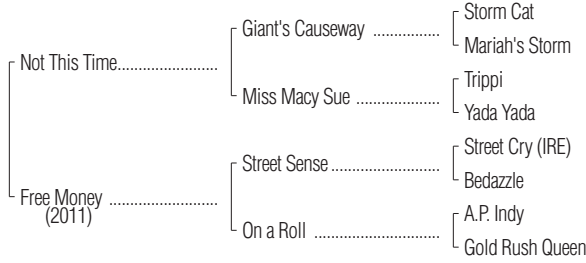 Storm Cat
Giant's Causeway ..................
Mariah's Storm
Not This Time.........................
Trippi
Miss Macy Sue ......................
Yada Yada
Street Cry (IRE)
Street Sense.............................
Bedazzle
Free Money ...........................
(2011)
A.P. Indy
On a Roll .................................
Gold Rush Queen